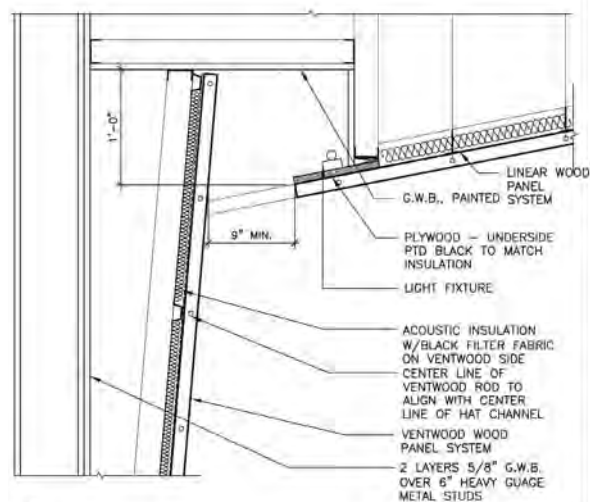 1'-0"
9" MIN.
LINEAR WOOD
PANEL
SYSTEM
G.W.B., PAINTED
PLYWOOD – UNDERSIDE
PTD BLACK TO MATCH
INSULATION
LIGHT FIXTURE
ACOUSTIC INSULATION
W/BLACK FILTER FABRIC
ON VENTWOOD SIDE
CENTER LINE OF
VENTWOOD ROD TO
ALIGN WITH CENTER
LINE OF HAT CHANNEL
VENTWOOD WOOD
PANEL SYSTEM
2 LAYERS 5/8" G.W.B.
OVER 6" HEAVY GUAGE
METAL STUDS